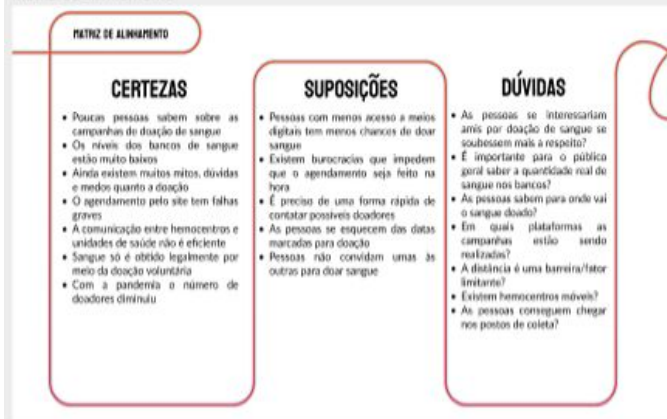 MATRIZ DE ALINHAMENTO
CERTEZAS
• Poucas pessoas sabem sobre as
campanhas de doação de sangue
• Os níveis dos bancos de sangue
estão muito baixos
• Ainda existem muitos mitos, dúvidas
e medos quanto a doação
• O agendamento pelo site tem falhas
graves
• A comunicação entre hemocentros e
unidades de saúde não é eficiente
• Sangue só é obtido legalmente por
meio da doação voluntária
• Com a pandemia o número de
doadores diminuiu
SUPOSIÇÕES
• Pessoas com menos acesso a meios
digitais tem menos chances de doar
sangue
• Existem burocracias que impedem
que o agendamento seja feito na
hora
• É preciso de uma forma rápida de
contatar possíveis doadores
• As pessoas se esquecem das datas
marcadas para doação
• Pessoas não convidam umas às
outras para doar sangue
DÚVIDAS
• As pessoas se interessariam
amis por doação de sangue se
soubessem mais a respeito?
• É importante para o público
geral saber a quantidade real de
sangue nos bancos?
• As pessoas sabem para onde vai
o sangue doado?
• Em quais plataformas as
campanhas estão sendo
realizadas?
• A distância é uma barreira/fator
limitante?
• Existem hemocentros móveis?
• As pessoas conseguem chegar
nos postos de coleta?